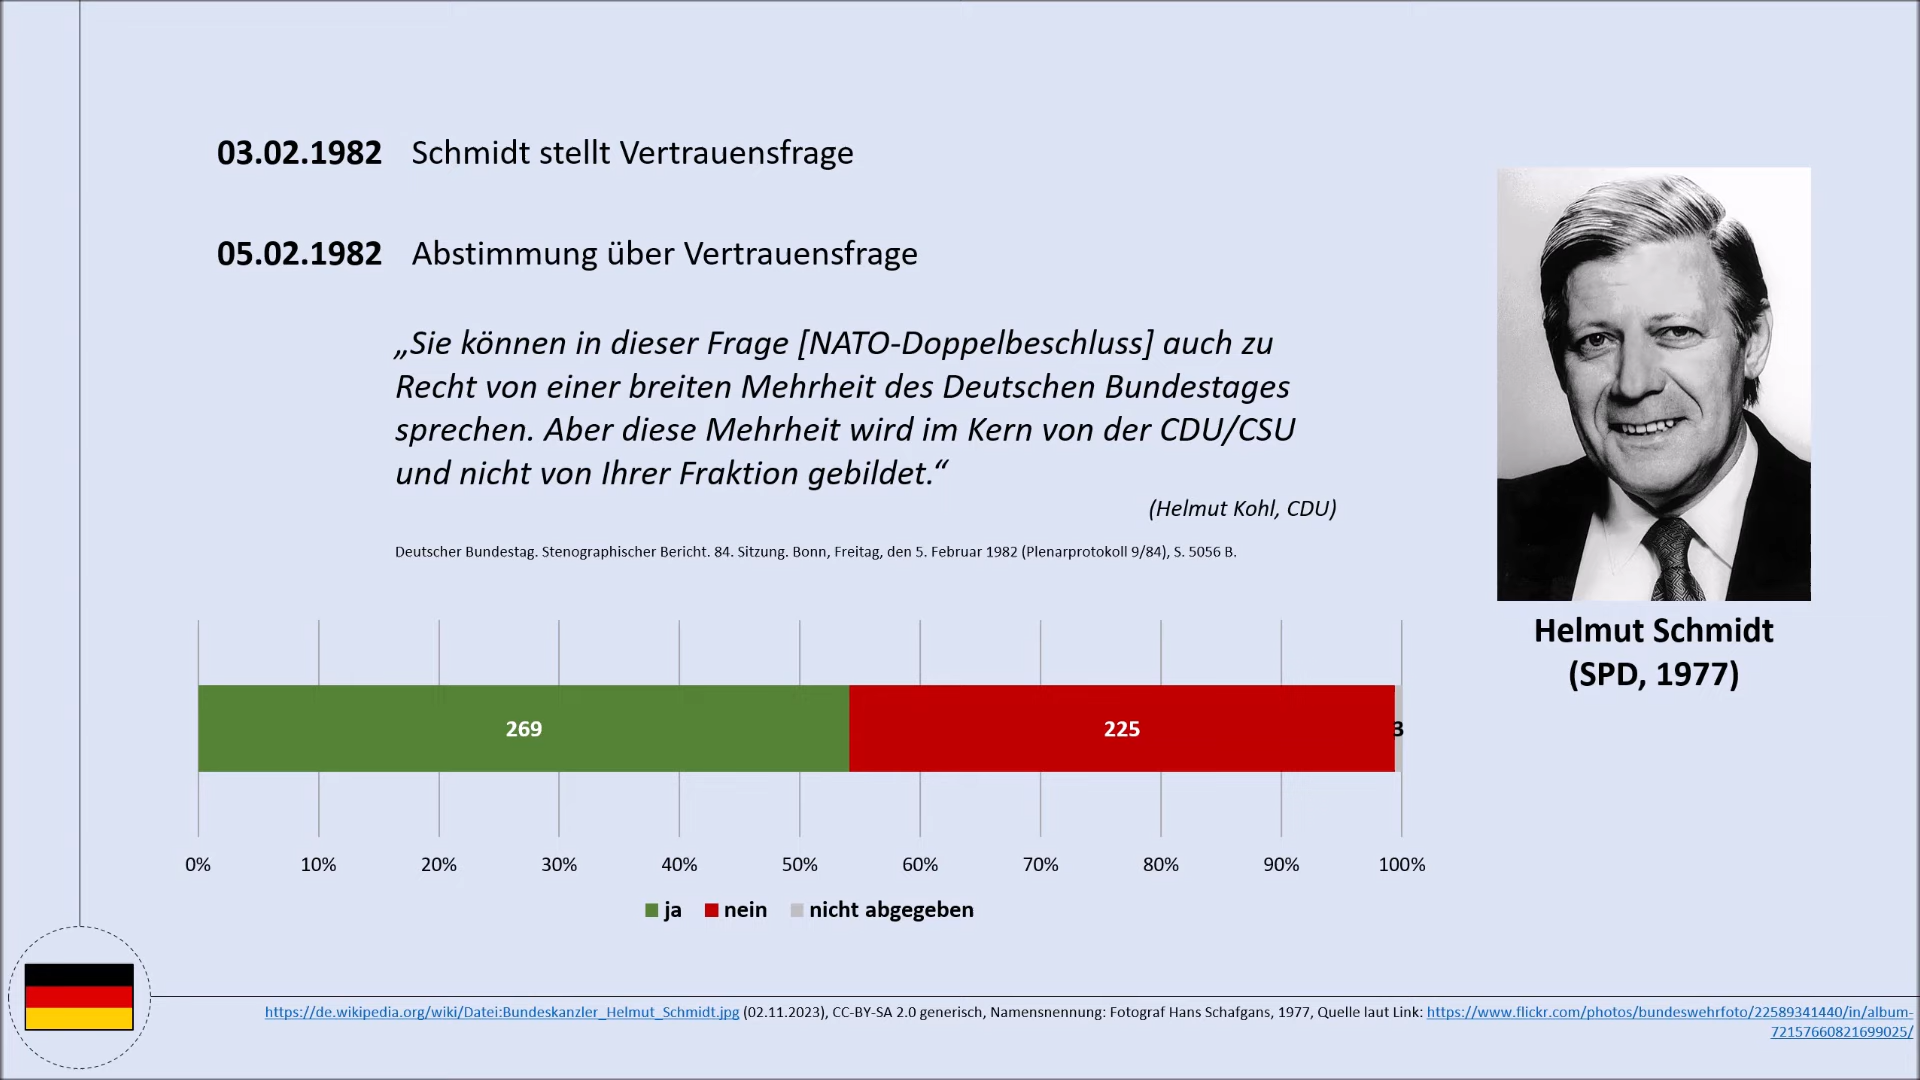 03.02.1982 Schmidt stellt Vertrauensfrage
05.02.1982 Abstimmung über Vertrauensfrage
„Sie können in dieser Frage [NATO-Doppelbeschluss] auch zu
Recht von einer breiten Mehrheit des Deutschen Bundestages
sprechen. Aber diese Mehrheit wird im Kern von der CDU/CSU
und nicht von Ihrer Fraktion gebildet.“
(Helmut Kohl, CDU)
Deutscher Bundestag. Stenographischer Bericht. 84. Sitzung. Bonn, Freitag, den 5. Februar 1982 (Plenarprotokoll 9/84), S. 5056 B.
Helmut Schmidt
(SPD, 1977)
269 225 3
0% 10% 20% 30% 40% 50% 60% 70% 80% 90% 100%
ja nein nicht abgegeben
https://de.wikipedia.org/wiki/Datei:Bundeskanzler_Helmut_Schmidt.jpg (02.11.2023), CC-BY-SA 2.0 generisch, Namensnennung: Fotograf Hans Schafgans, 1977, Quelle laut Link: https://www.flickr.com/photos/bundeswehrfoto/22589341440/in/album-
72157660821699025/